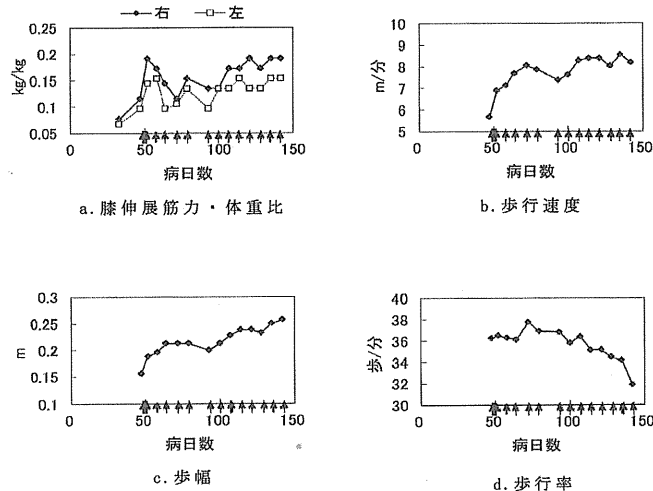 右 左
kg/kg
0.2
0.15
0.1
0.05
0 50 100 150
病日数
a.膝伸展筋力・体重比
m/分
10
9
8
7
6
5
0 50 100 150
病日数
b.歩行速度
m
0.3
0.25
0.2
0.15
0.1
0 50 100 150
病日数
c.歩幅
歩/分
40
38
36
34
32
30
0 50 100 150
病日数
d.歩行率